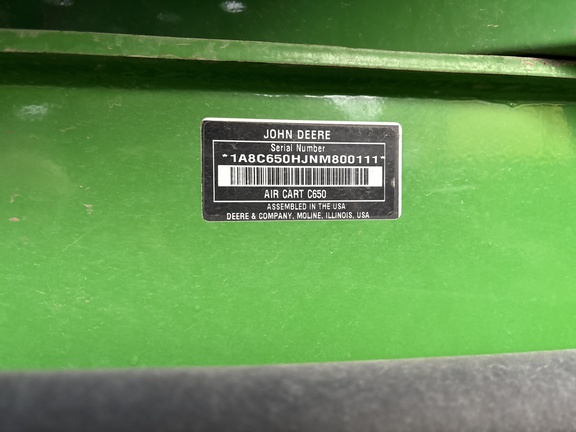 JOHN DEERE
Serial Number
*1A8C650HJNM800111*
AIR CART C650
ASSEMBLED IN THE USA
DEERE & COMPANY, MOLINE, ILLINOIS, USA